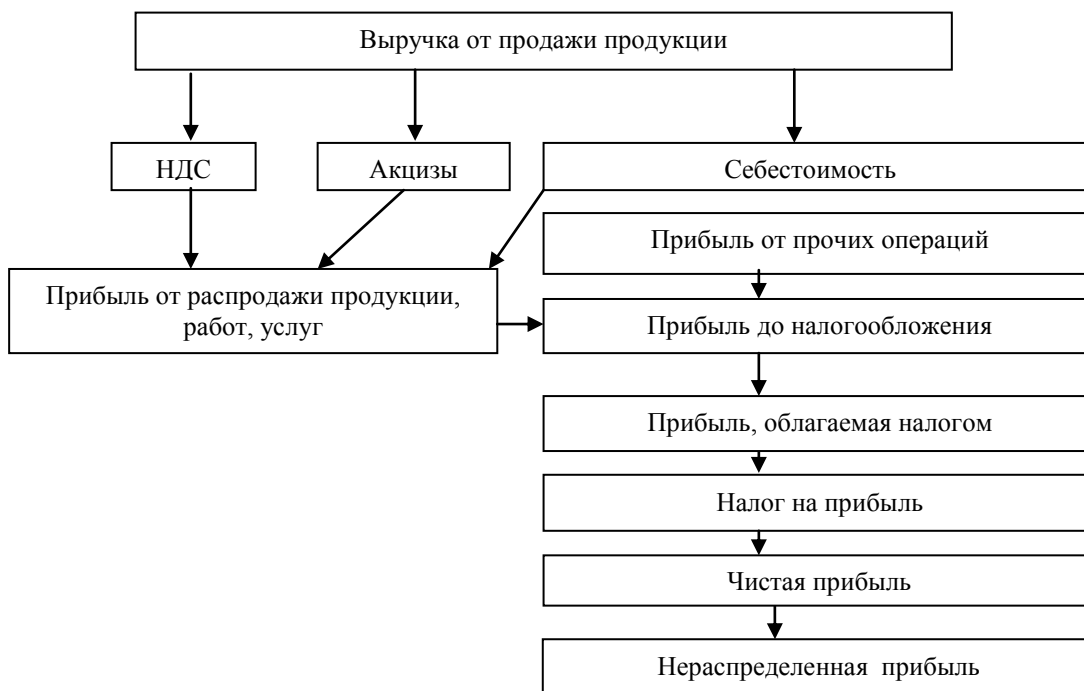 Выручка от продажи продукции
НДС
Акцизы
Себестоимость
Прибыль от прочих операций
Прибыль от распродажи продукции,
работ, услуг
Прибыль до налогообложения
Прибыль, облагаемая налогом
Налог на прибыль
Чистая прибыль
Нераспределенная прибыль